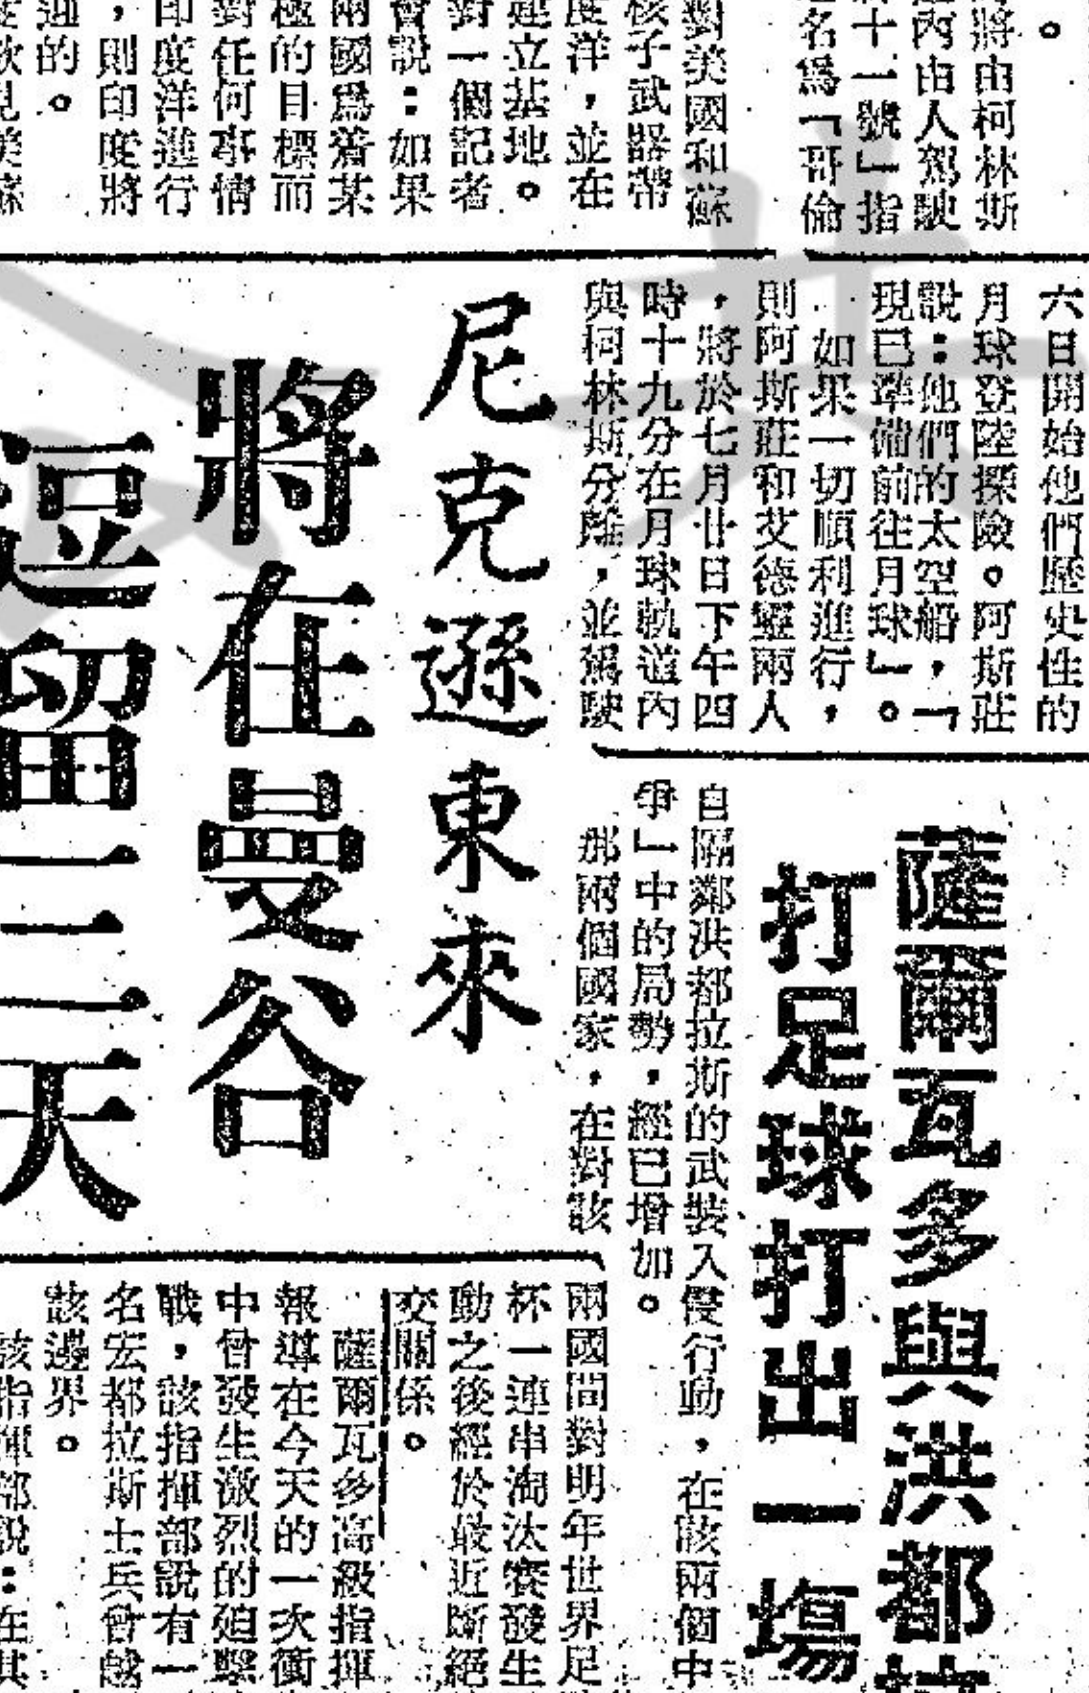 。
將由柯林斯
內由人駕駛
十一號」指
名爲「哥倫
六日開始他們歷史性的
月球登陸探險。阿斯莊
說：他們的太空船，「
現已準備前往月球」。
如果一切順利進行，
則阿斯莊和艾德靈兩人
，將於七月廿日下午四
時十九分在月球軌道內
與柯林斯分離，並駕駛
對美國和蘇
核子武器帶
度洋，並在
建立基地。
對一個記者
會說：如果
兩國爲着某
極的目標而
對任何事情
印度洋進行
，則印度將
迎的。
歡見美蘇
尼克遜東來
將在曼谷
逗留三天
薩爾瓦多與洪都拉
打足球打出一場
自隣鄰洪都拉斯的武裝入侵行動，在該兩個中
爭」中的局勢，經已增加。
那兩個國家，在對該
兩國間對明年世界足
杯一連串淘汰賽發生
動之後經於最近斷絕
交關係。
薩爾瓦多高級指揮
報導在今天的一次衝
中曾發生激烈的廹擊
戰，該指揮部說有一
名宏都拉斯士兵曾越
該邊界。
該指揮部說：在其